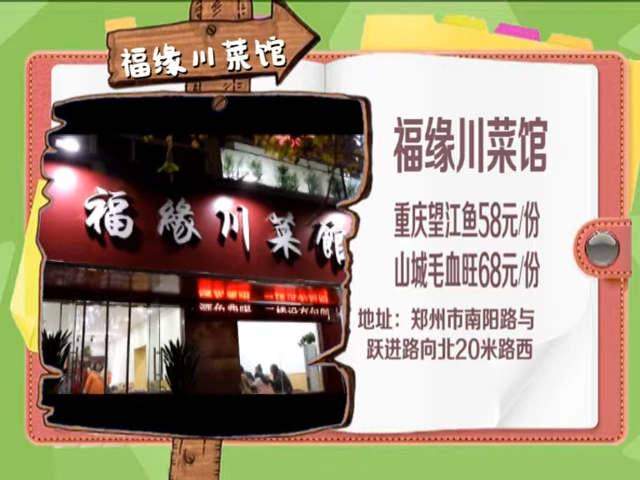 福缘川菜馆
福缘川菜馆
福緣川菜館
重庆望江鱼58元/份
山城毛血旺68元/份
地址：郑州市南阳路与
跃进路向北20米路西